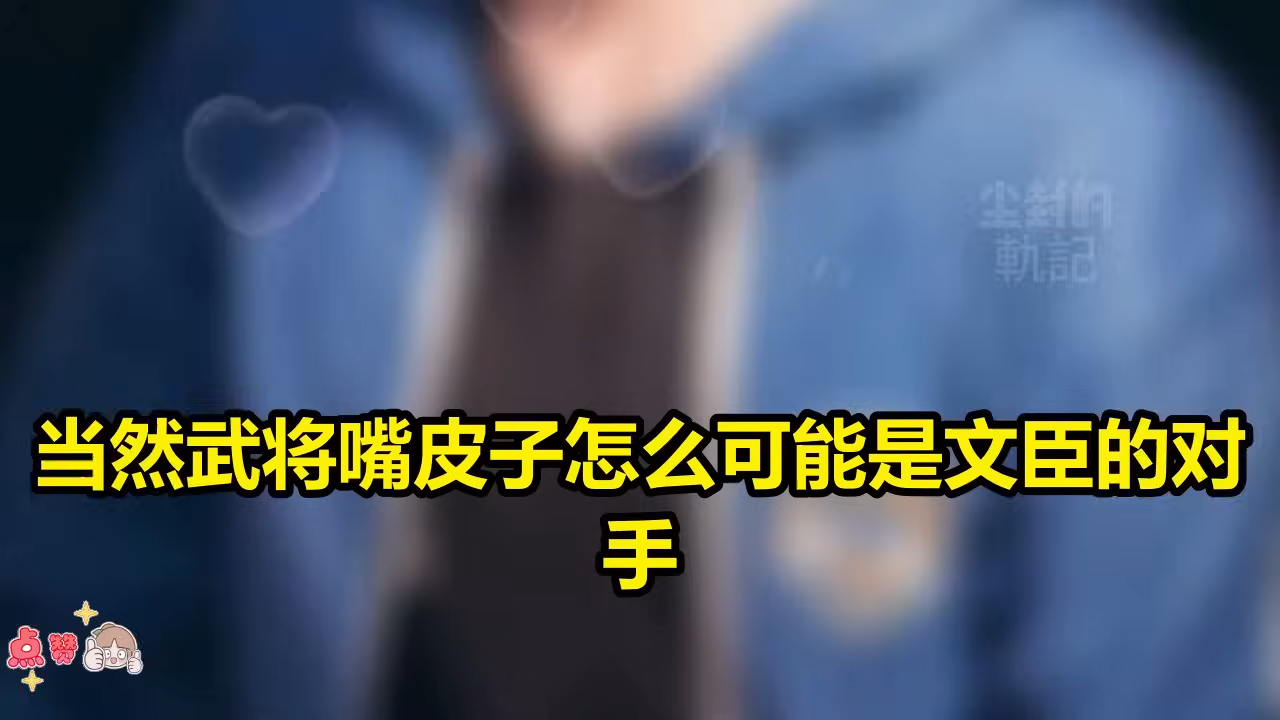 尘封的
軌記
当然武将嘴皮子怎么可能是文臣的对
手
点赞